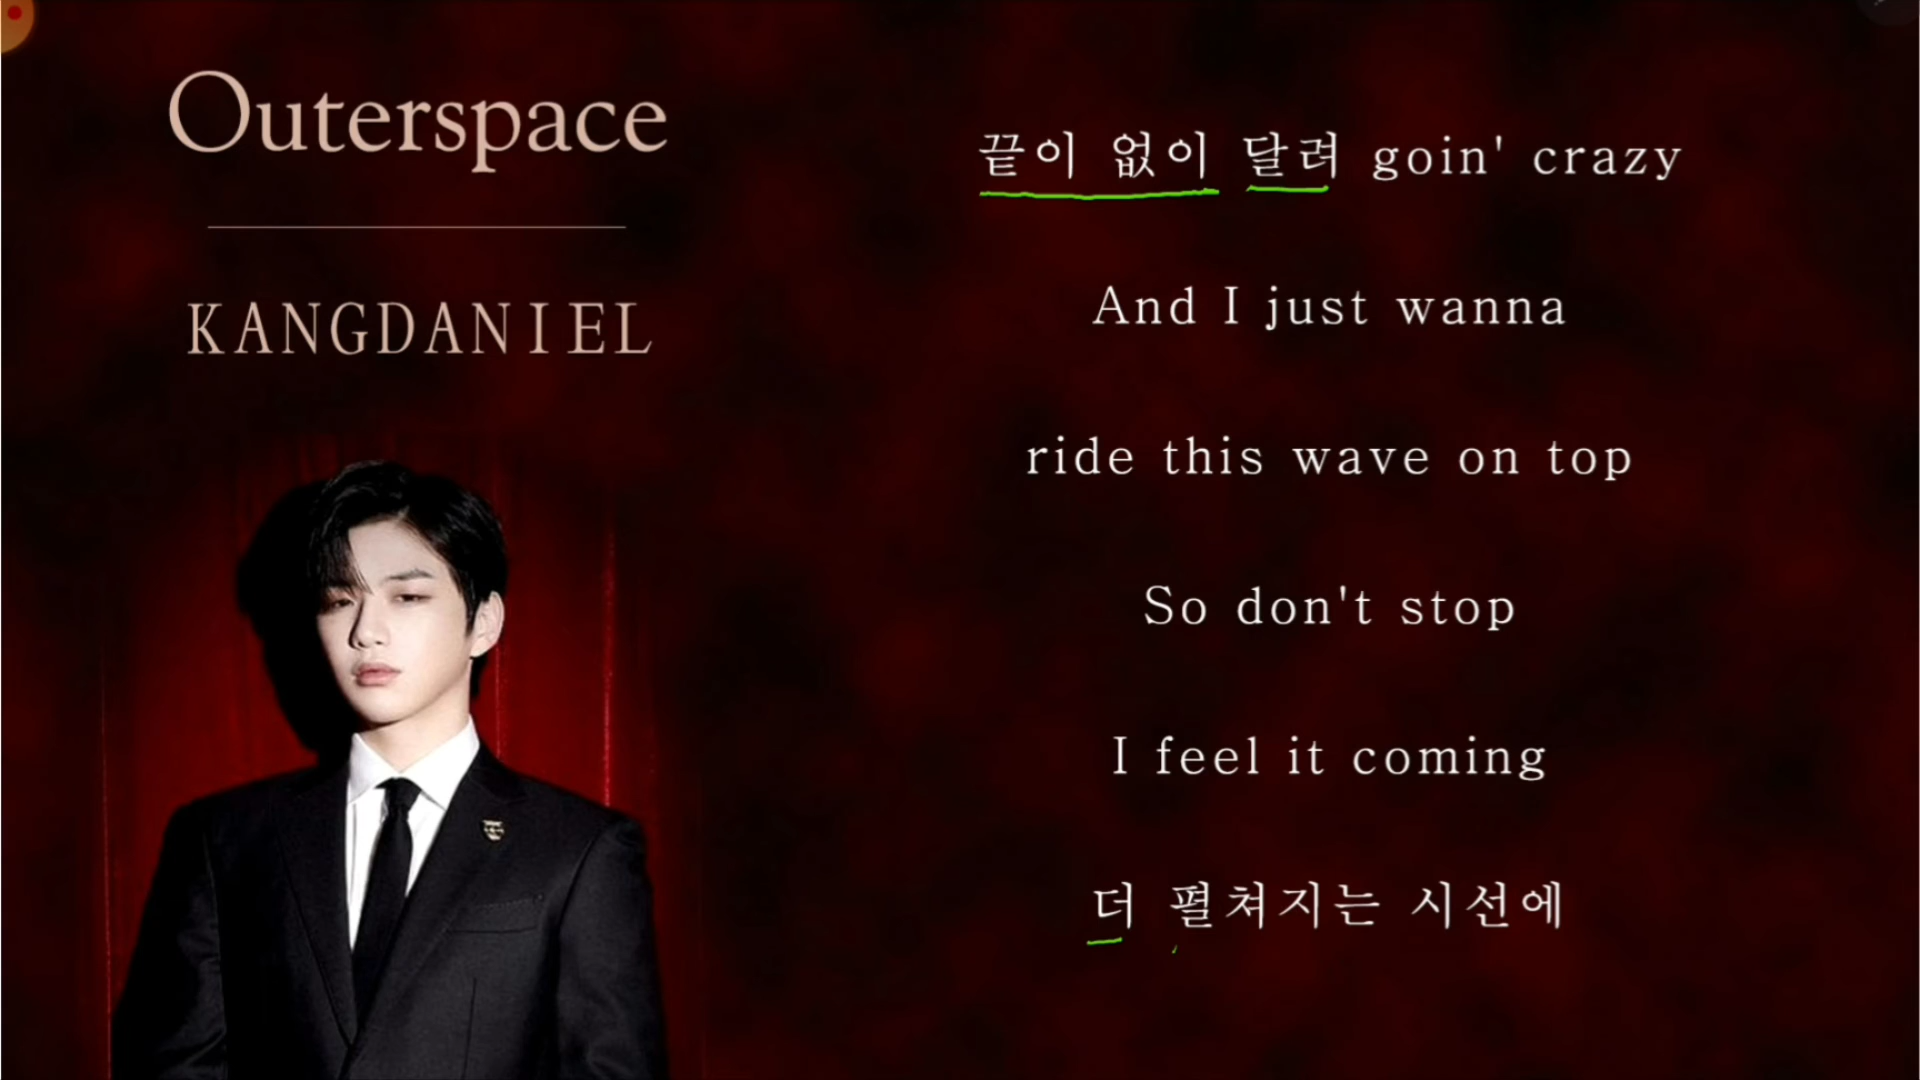 Outerspace
KANGDANIEL
끝이 없이 달려 goin' crazy
And I just wanna
ride this wave on top
So don't stop
I feel it coming
더 펼쳐지는 시선에